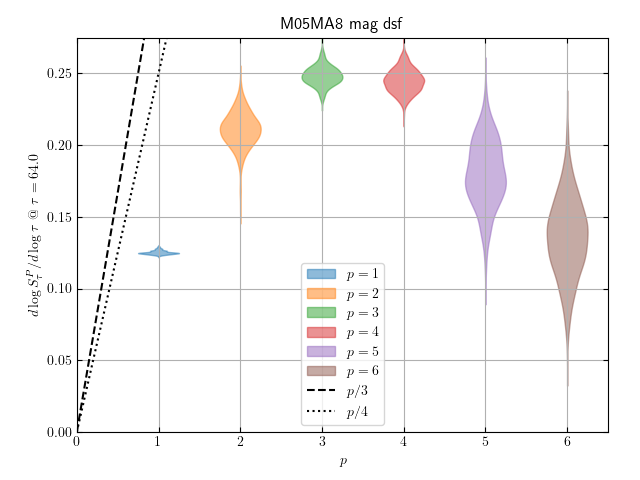 M05MA8 mag dsf
d log S_τ^P / d log τ @ τ = 64.0
0.25
0.20
0.15
0.10
0.05
0.00
p = 1
p = 2
p = 3
p = 4
p = 5
p = 6
p/3
p/4
0 1 2 3 4 5 6
p